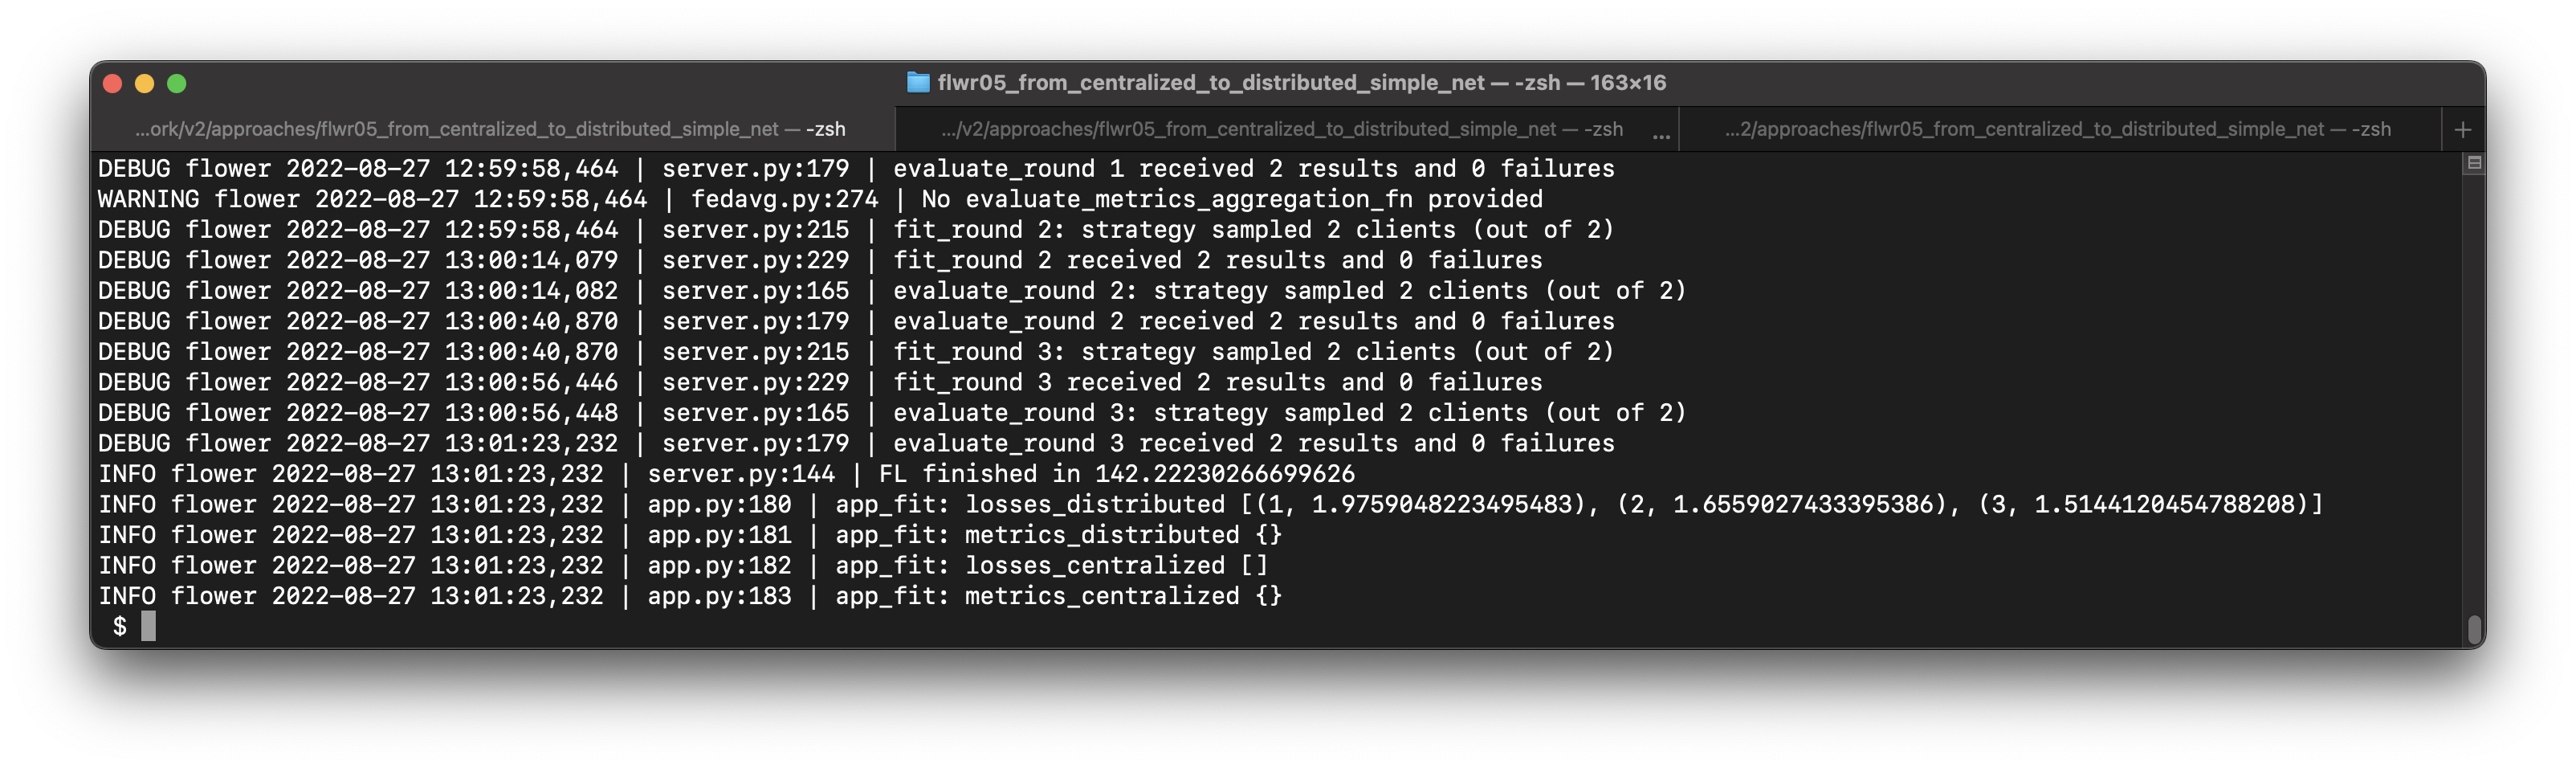 flwr05_from_centralized_to_distributed_simple_net — -zsh — 163×16
...ork/v2/approaches/flwr05_from_centralized_to_distributed_simple_net — -zsh
.../v2/approaches/flwr05_from_centralized_to_distributed_simple_net — -zsh ...
...2/approaches/flwr05_from_centralized_to_distributed_simple_net — -zsh +
DEBUG flower 2022-08-27 12:59:58,464 | server.py:179 | evaluate_round 1 received 2 results and 0 failures
WARNING flower 2022-08-27 12:59:58,464 | fedavg.py:274 | No evaluate_metrics_aggregation_fn provided
DEBUG flower 2022-08-27 12:59:58,464 | server.py:215 | fit_round 2: strategy sampled 2 clients (out of 2)
DEBUG flower 2022-08-27 13:00:14,079 | server.py:229 | fit_round 2 received 2 results and 0 failures
DEBUG flower 2022-08-27 13:00:14,082 | server.py:165 | evaluate_round 2: strategy sampled 2 clients (out of 2)
DEBUG flower 2022-08-27 13:00:40,870 | server.py:179 | evaluate_round 2 received 2 results and 0 failures
DEBUG flower 2022-08-27 13:00:40,870 | server.py:215 | fit_round 3: strategy sampled 2 clients (out of 2)
DEBUG flower 2022-08-27 13:00:56,446 | server.py:229 | fit_round 3 received 2 results and 0 failures
DEBUG flower 2022-08-27 13:00:56,448 | server.py:165 | evaluate_round 3: strategy sampled 2 clients (out of 2)
DEBUG flower 2022-08-27 13:01:23,232 | server.py:179 | evaluate_round 3 received 2 results and 0 failures
INFO flower 2022-08-27 13:01:23,232 | server.py:144 | FL finished in 142.22230266699626
INFO flower 2022-08-27 13:01:23,232 | app.py:180 | app_fit: losses_distributed [(1, 1.9759048223495483), (2, 1.6559027433395386), (3, 1.5144120454788208)]
INFO flower 2022-08-27 13:01:23,232 | app.py:181 | app_fit: metrics_distributed {}
INFO flower 2022-08-27 13:01:23,232 | app.py:182 | app_fit: losses_centralized []
INFO flower 2022-08-27 13:01:23,232 | app.py:183 | app_fit: metrics_centralized {}
$